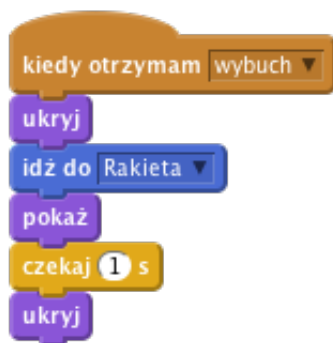 kiedy otrzymam wybuch
ukryj
idź do Rakieta
pokaż
czekaj 1 s
ukryj